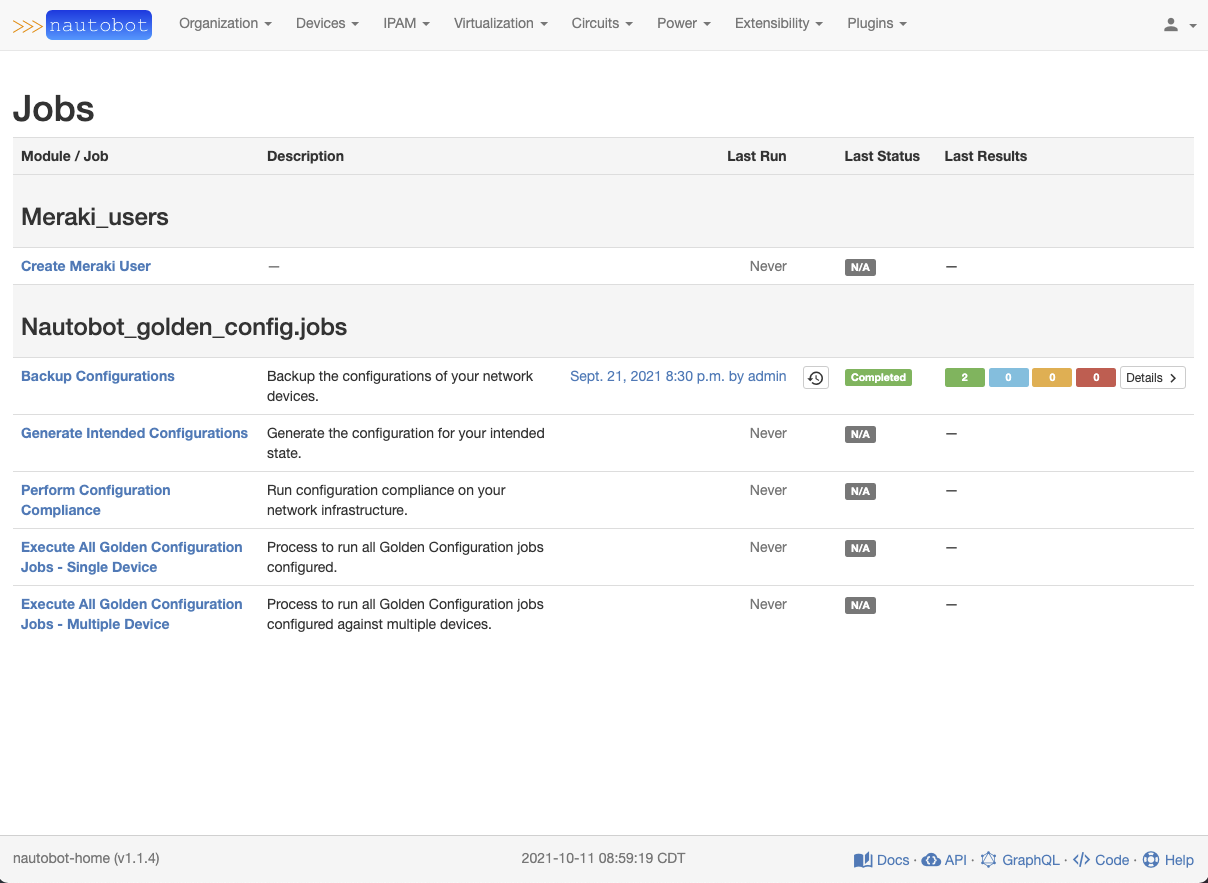 >>> nautobot Organization Devices IPAM Virtualization Circuits Power Extensibility Plugins
Jobs
Module / Job Description Last Run Last Status Last Results
Meraki_users
Create Meraki User — Never N/A —
Nautobot_golden_config.jobs
Backup Configurations Backup the configurations of your network Sept. 21, 2021 8:30 p.m. by admin Completed 2 0 0 0 Details
devices.
Generate Intended Configurations Generate the configuration for your intended Never N/A —
state.
Perform Configuration Run configuration compliance on your Never N/A —
Compliance network infrastructure.
Execute All Golden Configuration Process to run all Golden Configuration jobs Never N/A —
Jobs - Single Device configured.
Execute All Golden Configuration Process to run all Golden Configuration jobs Never N/A —
Jobs - Multiple Device configured against multiple devices.
nautobot-home (v1.1.4) 2021-10-11 08:59:19 CDT Docs · API · GraphQL · Code · Help